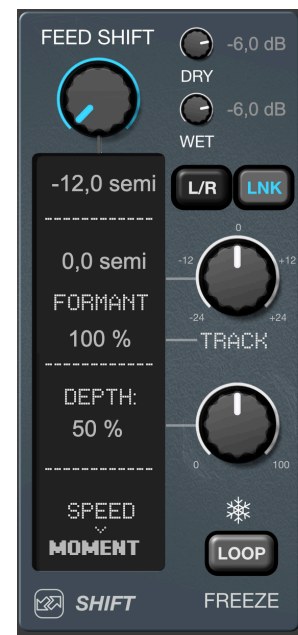 FEED SHIFT
-6,0 dB
DRY
-6,0 dB
WET
-12,0 semi
L/R
LNK
0
-12
+12
0,0 semi
-24
+24
FORMANT
100 %
TRACK
DEPTH:
50 %
0
100
SPEED
MOMENT
LOOP
SHIFT
FREEZE